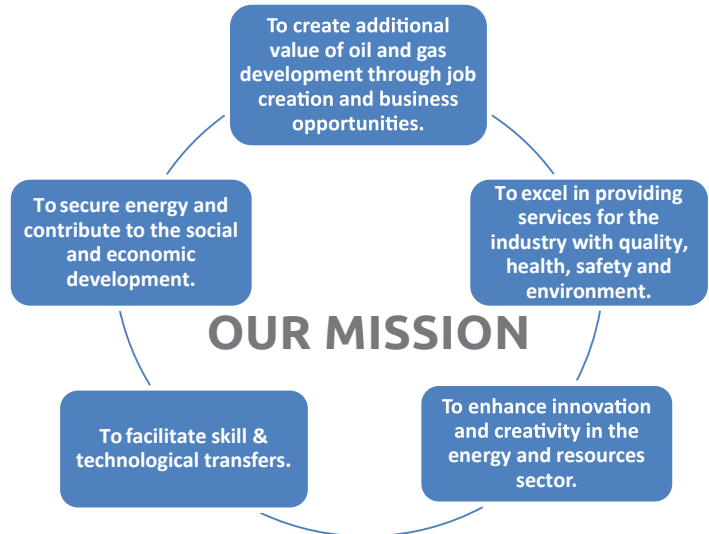 To create additional
value of oil and gas
development through job
creation and business
opportunities.
To secure energy and
contribute to the social
and economic
development.
To excel in providing
services for the
industry with quality,
health, safety and
environment.
OUR MISSION
To facilitate skill &
technological transfers.
To enhance innovation
and creativity in the
energy and resources
sector.